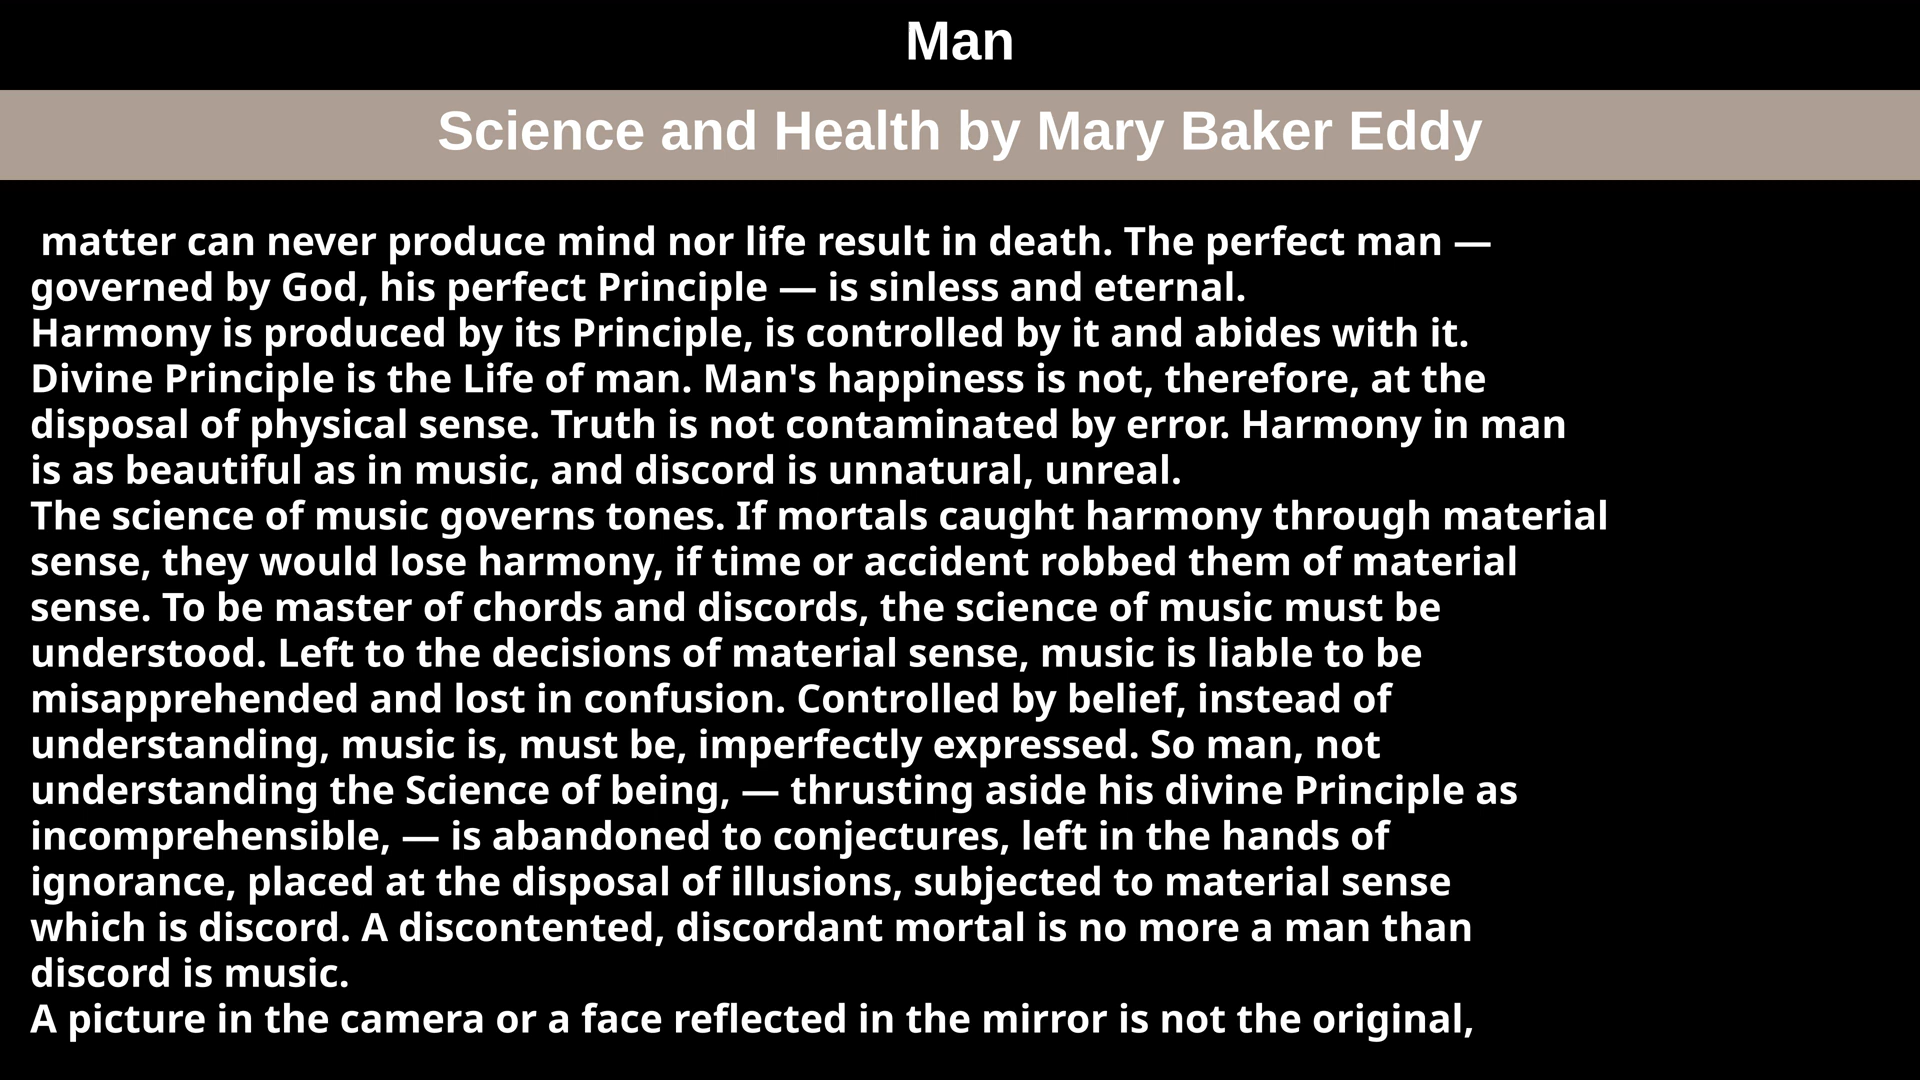 Man
Science and Health by Mary Baker Eddy
matter can never produce mind nor life result in death. The perfect man —
governed by God, his perfect Principle — is sinless and eternal.
Harmony is produced by its Principle, is controlled by it and abides with it.
Divine Principle is the Life of man. Man's happiness is not, therefore, at the
disposal of physical sense. Truth is not contaminated by error. Harmony in man
is as beautiful as in music, and discord is unnatural, unreal.
The science of music governs tones. If mortals caught harmony through material
sense, they would lose harmony, if time or accident robbed them of material
sense. To be master of chords and discords, the science of music must be
understood. Left to the decisions of material sense, music is liable to be
misapprehended and lost in confusion. Controlled by belief, instead of
understanding, music is, must be, imperfectly expressed. So man, not
understanding the Science of being, — thrusting aside his divine Principle as
incomprehensible, — is abandoned to conjectures, left in the hands of
ignorance, placed at the disposal of illusions, subjected to material sense
which is discord. A discontented, discordant mortal is no more a man than
discord is music.
A picture in the camera or a face reflected in the mirror is not the original,